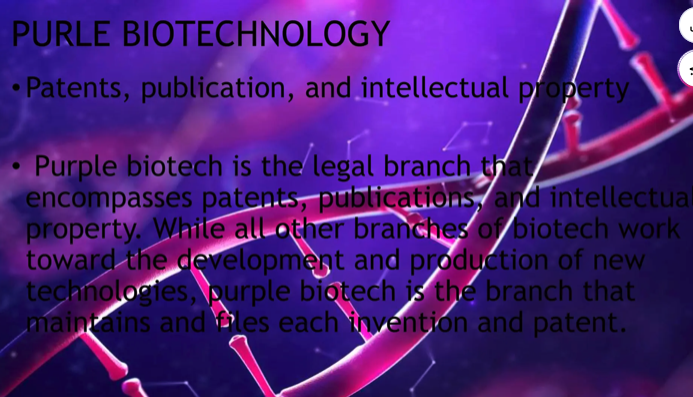 PURLE BIOTECHNOLOGY
•Patents, publication, and intellectual property
• Purple biotech is the legal branch that
encompasses patents, publications, and intellectual
property. While all other branches of biotech work
toward the development and production of new
technologies, purple biotech is the branch that
maintains and files each invention and patent.